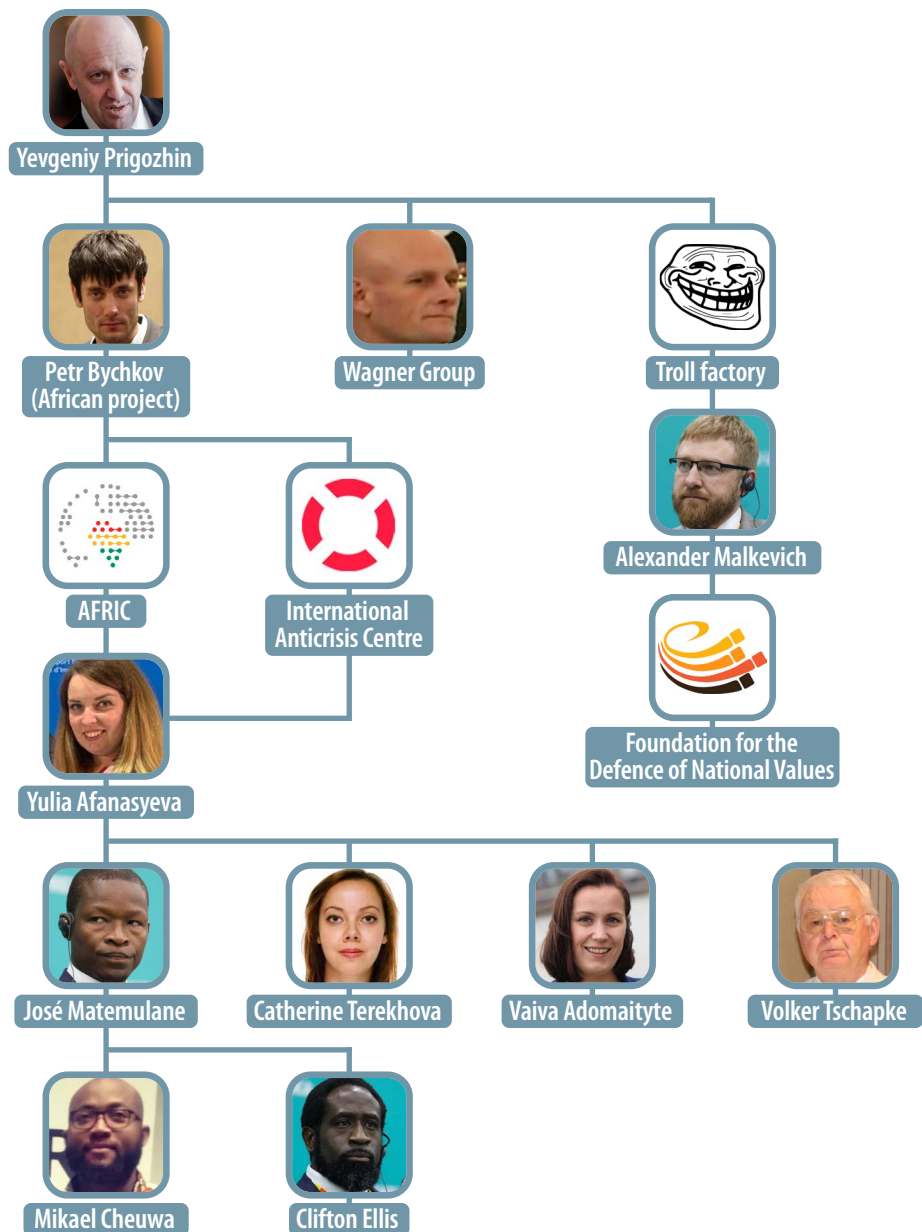 Yevgeniy Prigozhin
Petr Bychkov
(African project)
Wagner Group
Troll factory
Alexander Malkevich
AFRIC
International
Anticrisis Centre
Foundation for the
Defence of National Values
Yulia Afanasyeva
José Matemulane
Catherine Terekhova
Vaiva Adomaityte
Volker Tschapke
Mikael Cheuwa
Clifton Ellis